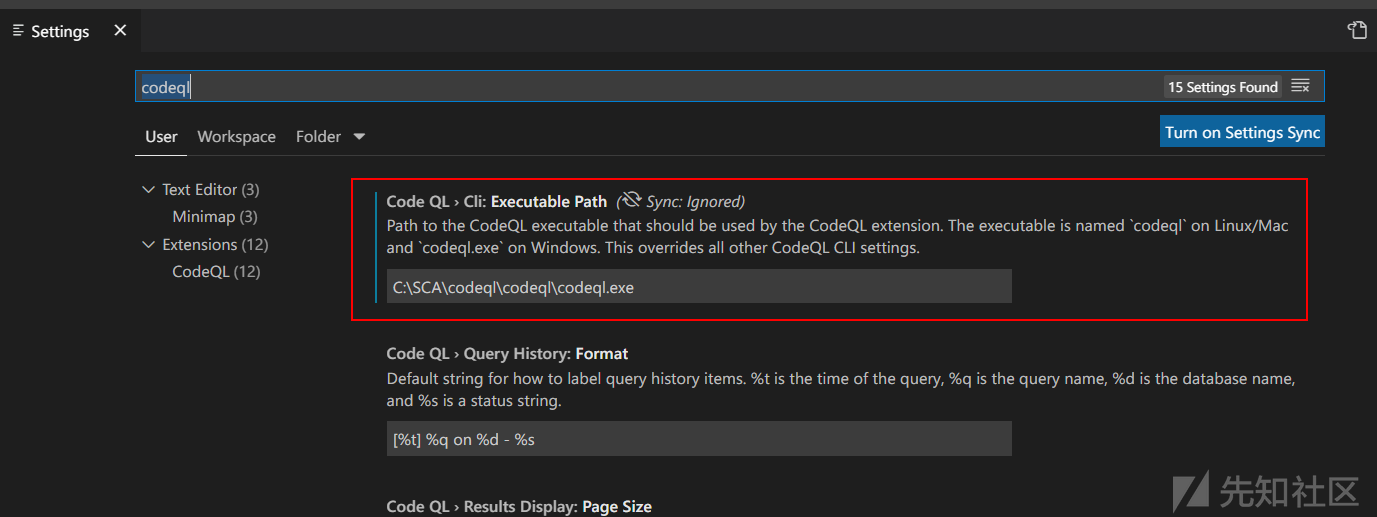 Settings
codeql
15 Settings Found
User Workspace Folder
Turn on Settings Sync
Text Editor (3)
Minimap (3)
Extensions (12)
CodeQL (12)
Code QL › Cli: Executable Path ( Sync: Ignored)
Path to the CodeQL executable that should be used by the CodeQL extension. The executable is named `codeql` on Linux/Mac
and `codeql.exe` on Windows. This overrides all other CodeQL CLI settings.
C:\SCA\codeql\codeql\codeql.exe
Code QL › Query History: Format
Default string for how to label query history items. %t is the time of the query, %q is the query name, %d is the database name,
and %s is a status string.
[%t] %q on %d - %s
Code QL › Results Display: Page Size
先知社区